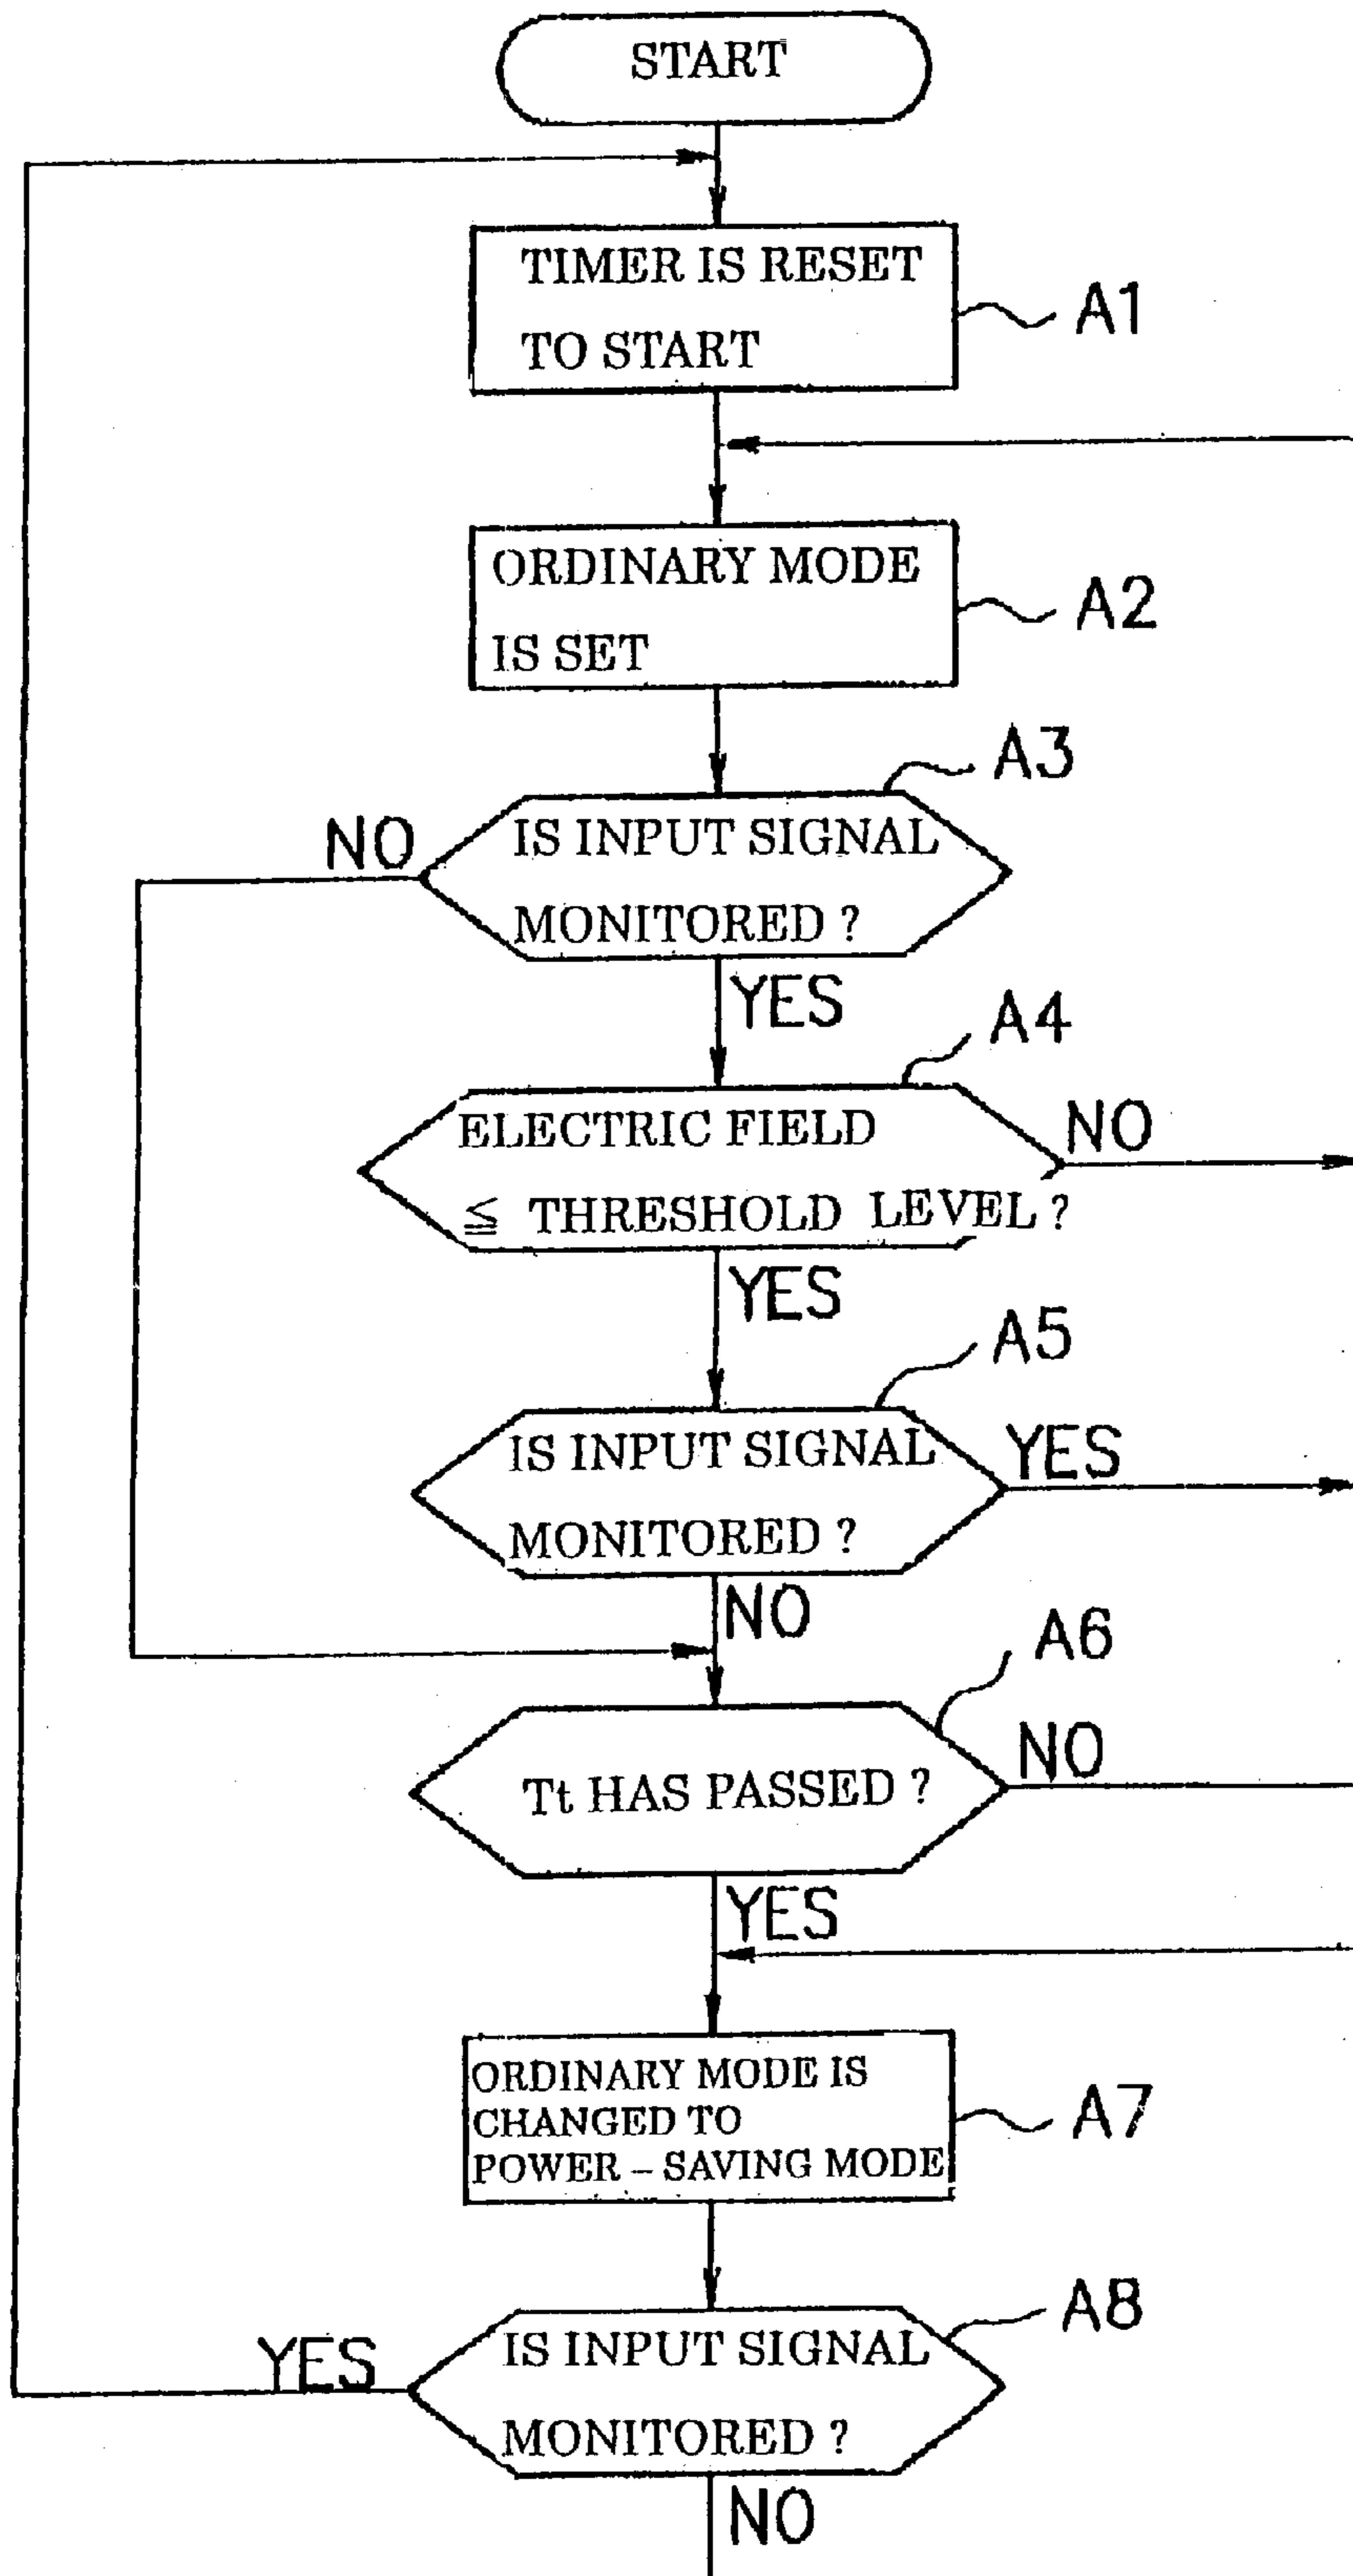 START
TIMER IS RESET
TO START
A1
ORDINARY MODE
IS SET
A2
A3
NO
IS INPUT SIGNAL
MONITORED ?
YES
A4
ELECTRIC FIELD
≦ THRESHOLD LEVEL ?
NO
YES
A5
IS INPUT SIGNAL
MONITORED ?
YES
NO
A6
Tt HAS PASSED ?
NO
YES
ORDINARY MODE IS
CHANGED TO
POWER – SAVING MODE
A7
A8
YES
IS INPUT SIGNAL
MONITORED ?
NO